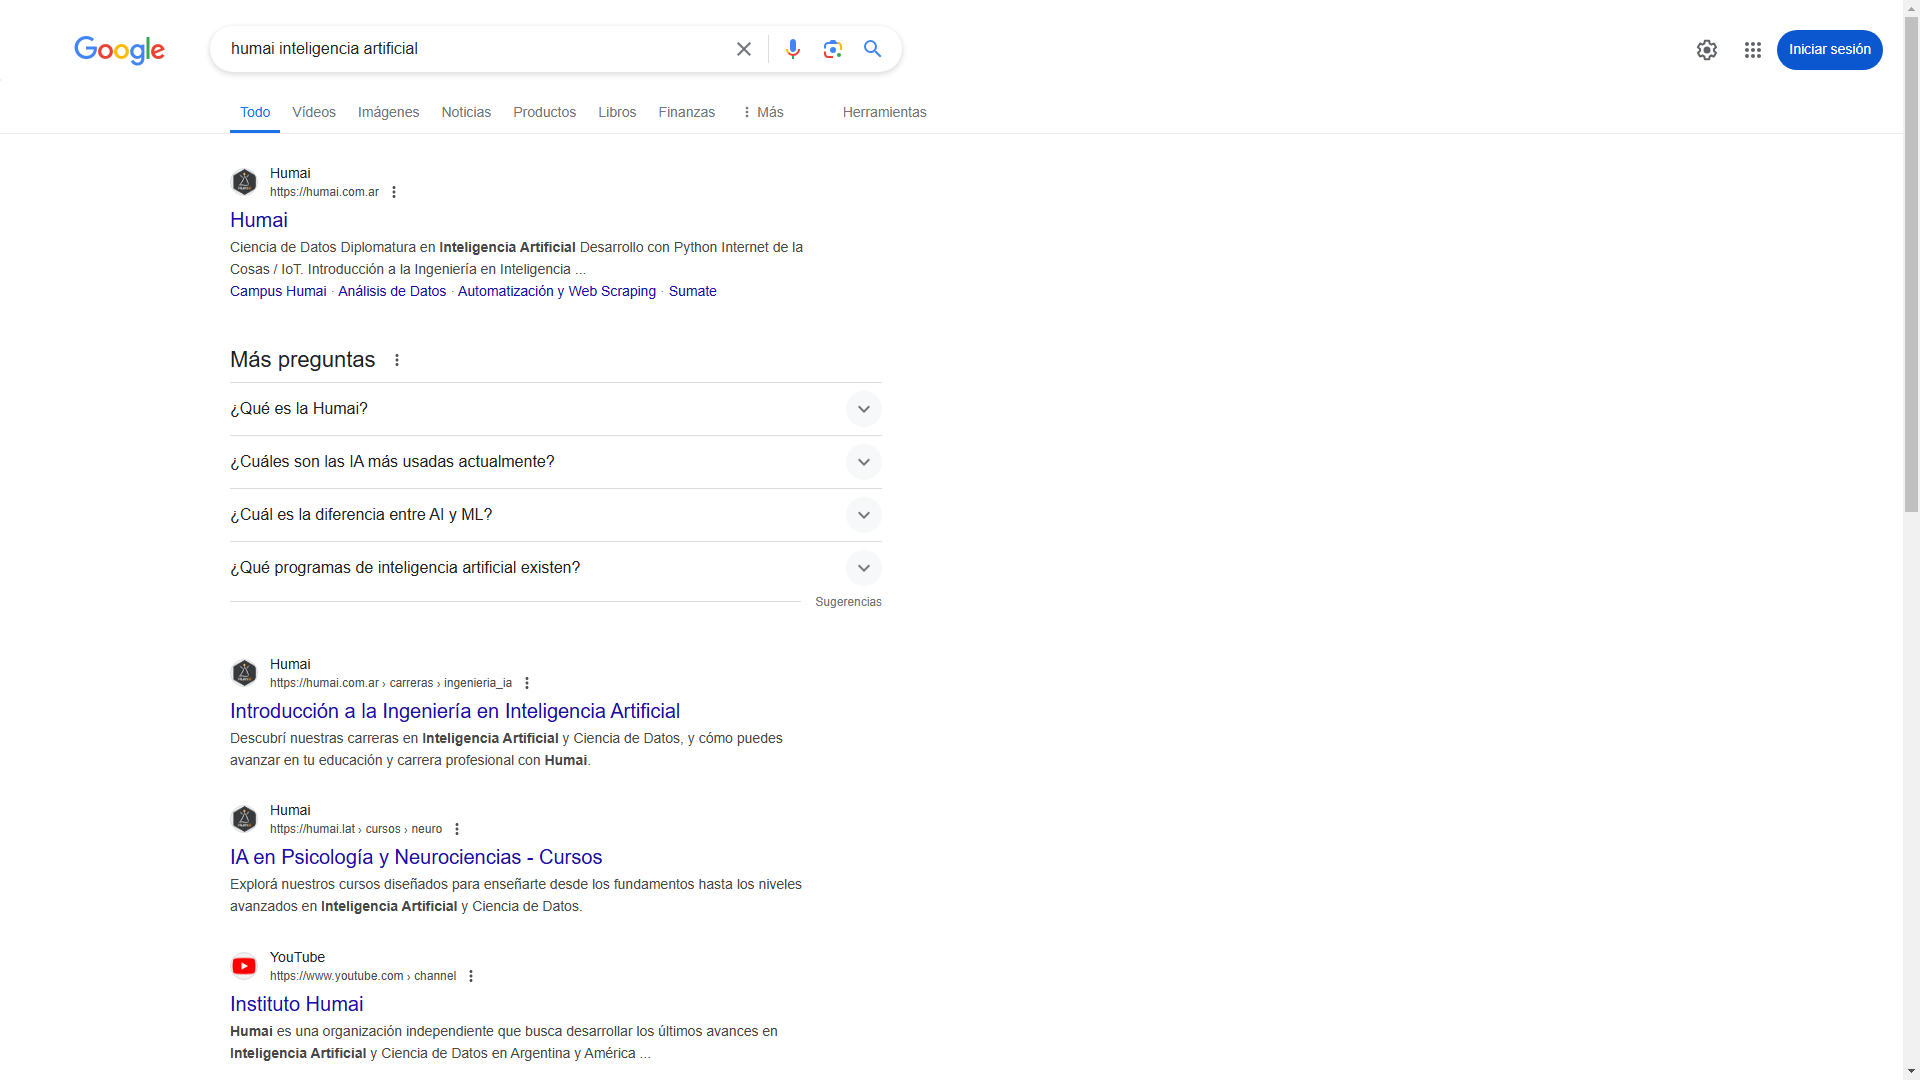 Google
humai inteligencia artificial
Iniciar sesión
Todo Vídeos Imágenes Noticias Productos Libros Finanzas Más Herramientas
Humai
https://humai.com.ar
Humai
Ciencia de Datos Diplomatura en Inteligencia Artificial Desarrollo con Python Internet de la
Cosas / IoT. Introducción a la Ingeniería en Inteligencia ...
Campus Humai · Análisis de Datos · Automatización y Web Scraping · Sumate
Más preguntas
¿Qué es la Humai?
¿Cuáles son las IA más usadas actualmente?
¿Cuál es la diferencia entre AI y ML?
¿Qué programas de inteligencia artificial existen?
Sugerencias
Humai
https://humai.com.ar › carreras › ingenieria_ia
Introducción a la Ingeniería en Inteligencia Artificial
Descubrí nuestras carreras en Inteligencia Artificial y Ciencia de Datos, y cómo puedes
avanzar en tu educación y carrera profesional con Humai.
Humai
https://humai.lat › cursos › neuro
IA en Psicología y Neurociencias - Cursos
Explorá nuestros cursos diseñados para enseñarte desde los fundamentos hasta los niveles
avanzados en Inteligencia Artificial y Ciencia de Datos.
YouTube
https://www.youtube.com › channel
Instituto Humai
Humai es una organización independiente que busca desarrollar los últimos avances en
Inteligencia Artificial y Ciencia de Datos en Argentina y América ...